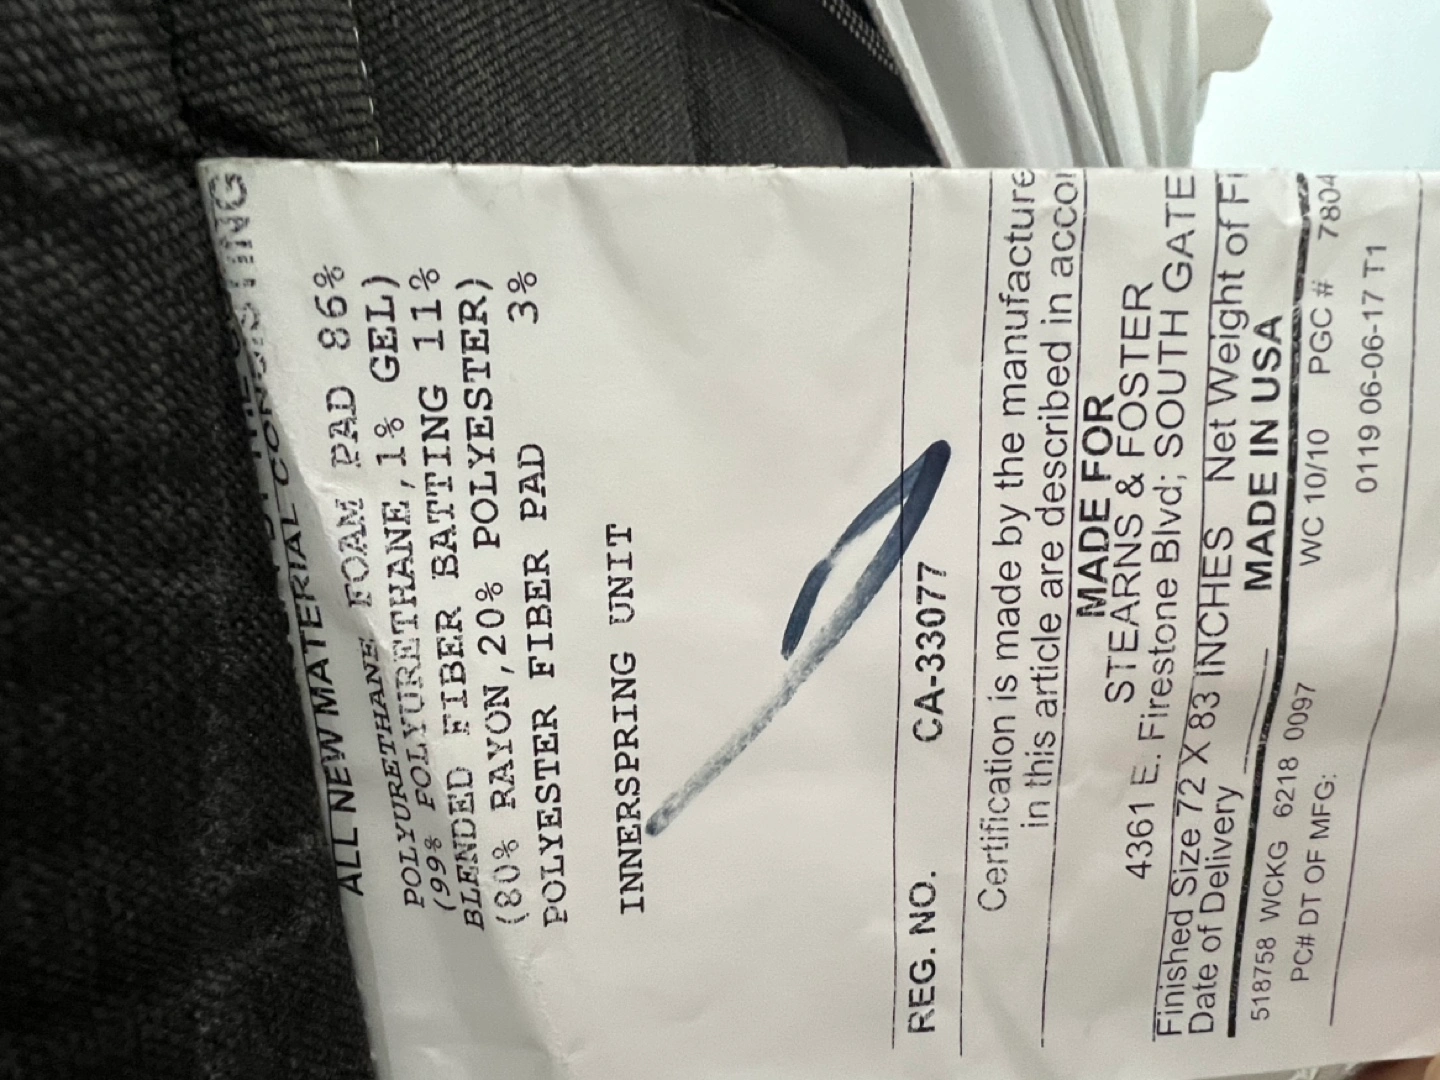 ALL NEW MATERIAL CONSISTING
POLYURETHANE FOAM PAD 86%
(99% POLYURETHANE,1% GEL)
BLENDED FIBER BATTING 11%
(80% RAYON,20% POLYESTER)
POLYESTER FIBER PAD 3%
INNERSPRING UNIT
REG. NO. CA-33077
Certification is made by the manufacture
in this article are described in accor
MADE FOR
STEARNS & FOSTER
4361 E. Firestone Blvd; SOUTH GATE
Finished Size 72 X 83 INCHES Net Weight of Fi
Date of Delivery
MADE IN USA
518758 WCKG 6218 0097 WC 10/10 PGC # 7804
PC# DT OF MFG: 0119 06-06-17 T1